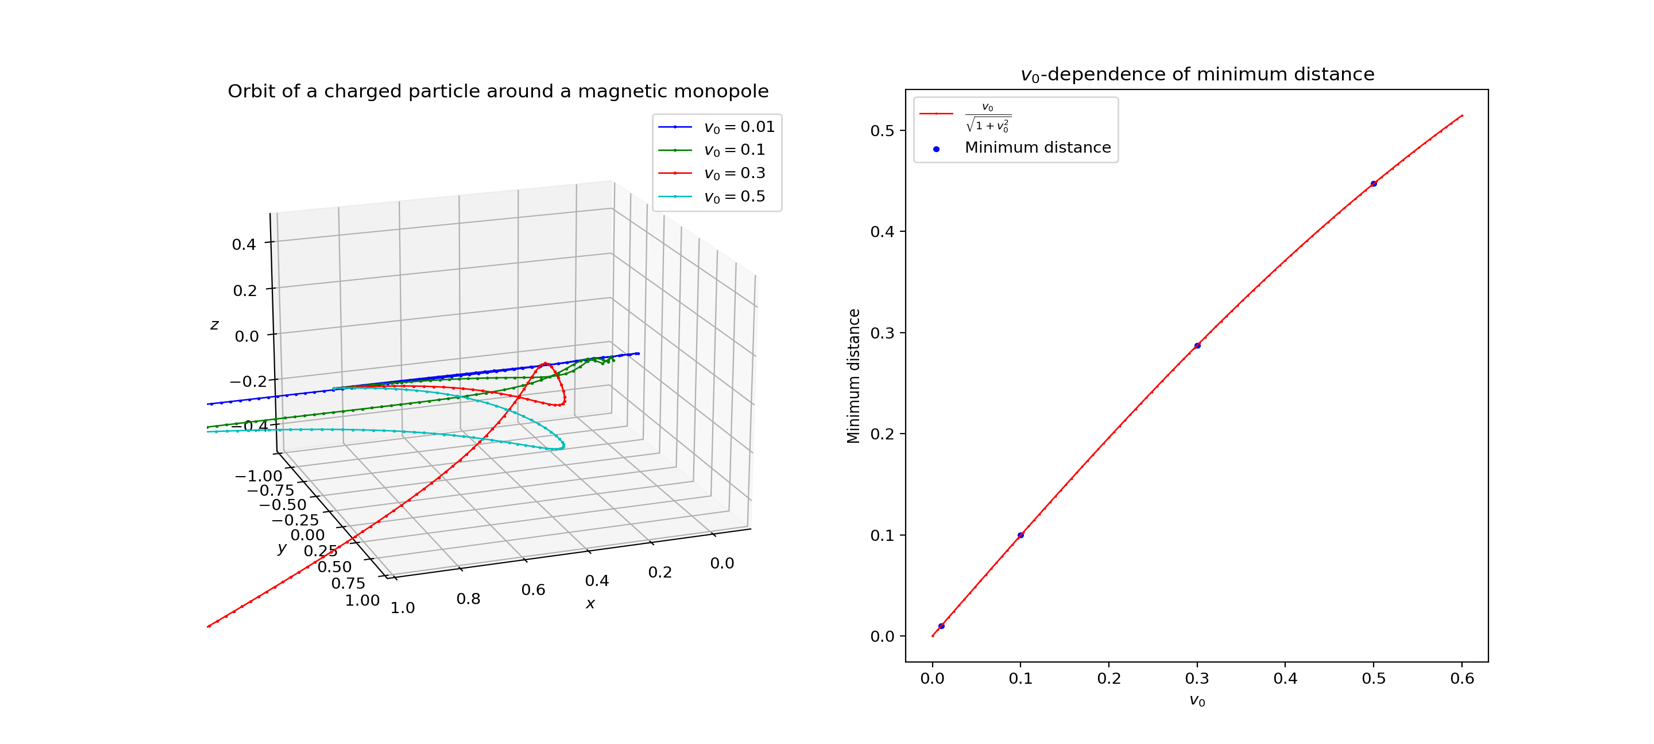 Orbit of a charged particle around a magnetic monopole
v₀ = 0.01
v₀ = 0.1
v₀ = 0.3
v₀ = 0.5
z
0.4
0.2
0.0
−0.2
−0.4
−1.00
−0.75
−0.50
−0.25
0.00
0.25
0.50
0.75
1.00
y
1.0
0.8
0.6
0.4
0.2
0.0
x
v₀-dependence of minimum distance
v₀/√(1 + v₀²)
Minimum distance
Minimum distance
0.5
0.4
0.3
0.2
0.1
0.0
0.0 0.1 0.2 0.3 0.4 0.5 0.6
v₀